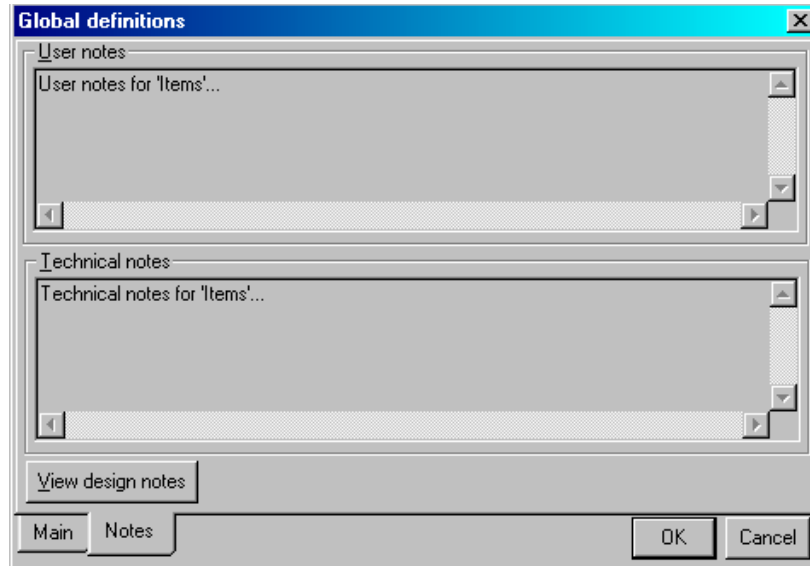 Global definitions
User notes
User notes for 'Items'...
Technical notes
Technical notes for 'Items'...
View design notes
Main Notes OK Cancel